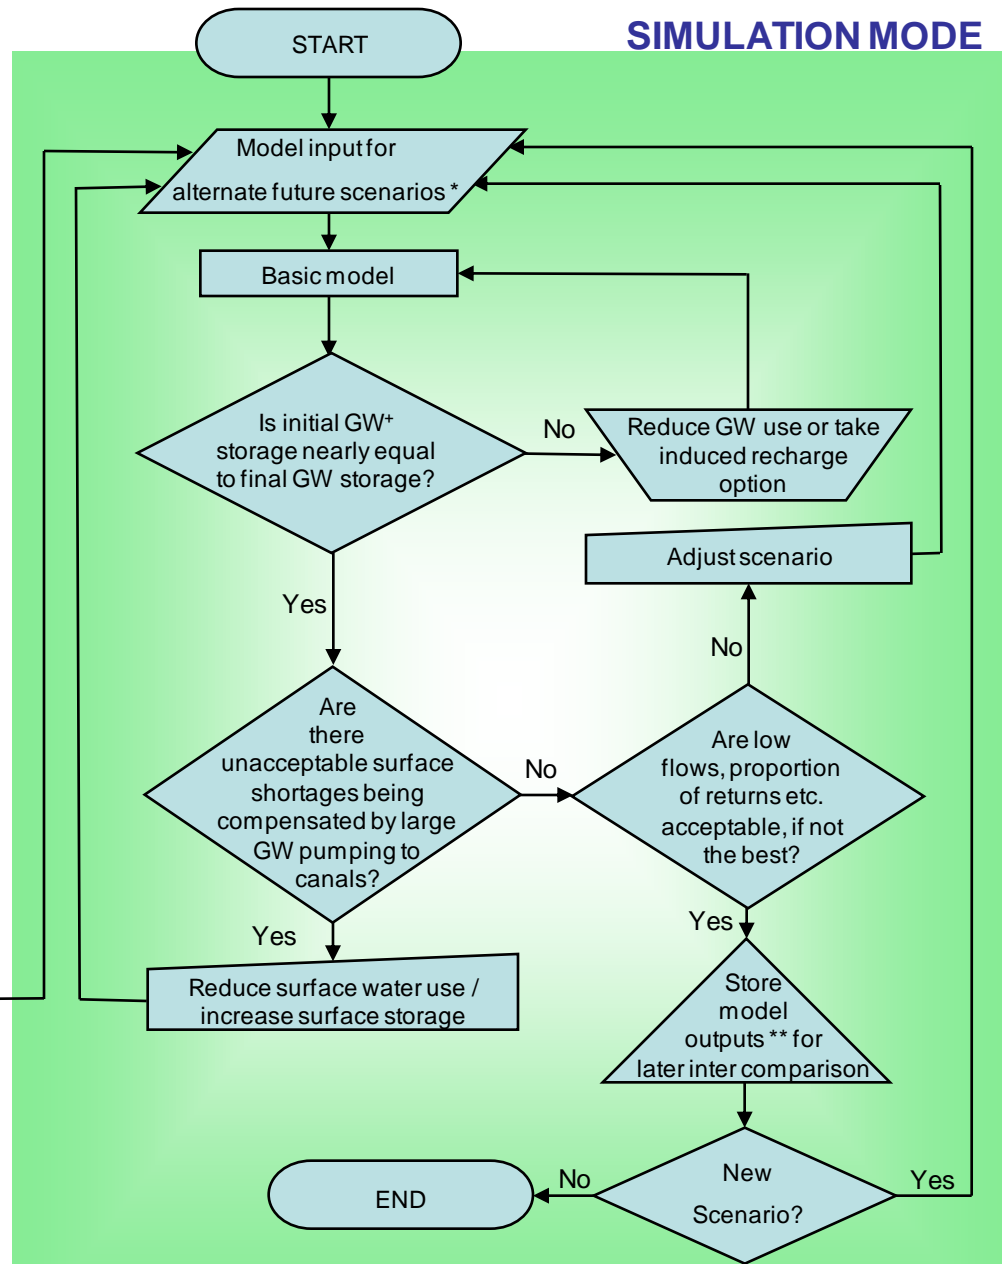 SIMULATION MODE
START
Model input for
alternate future scenarios *
Basic model
Is initial GW+
storage nearly equal
to final GW storage?
No
Reduce GW use or take
induced recharge
option
Adjust scenario
Yes
No
Are
there
unacceptable surface
shortages being
compensated by large
GW pumping to
canals?
No
Are low
flows, proportion
of returns etc.
acceptable, if not
the best?
Yes
Yes
Reduce surface water use /
increase surface storage
Store
model
outputs ** for
later inter comparison
New
Scenario?
No
Yes
END